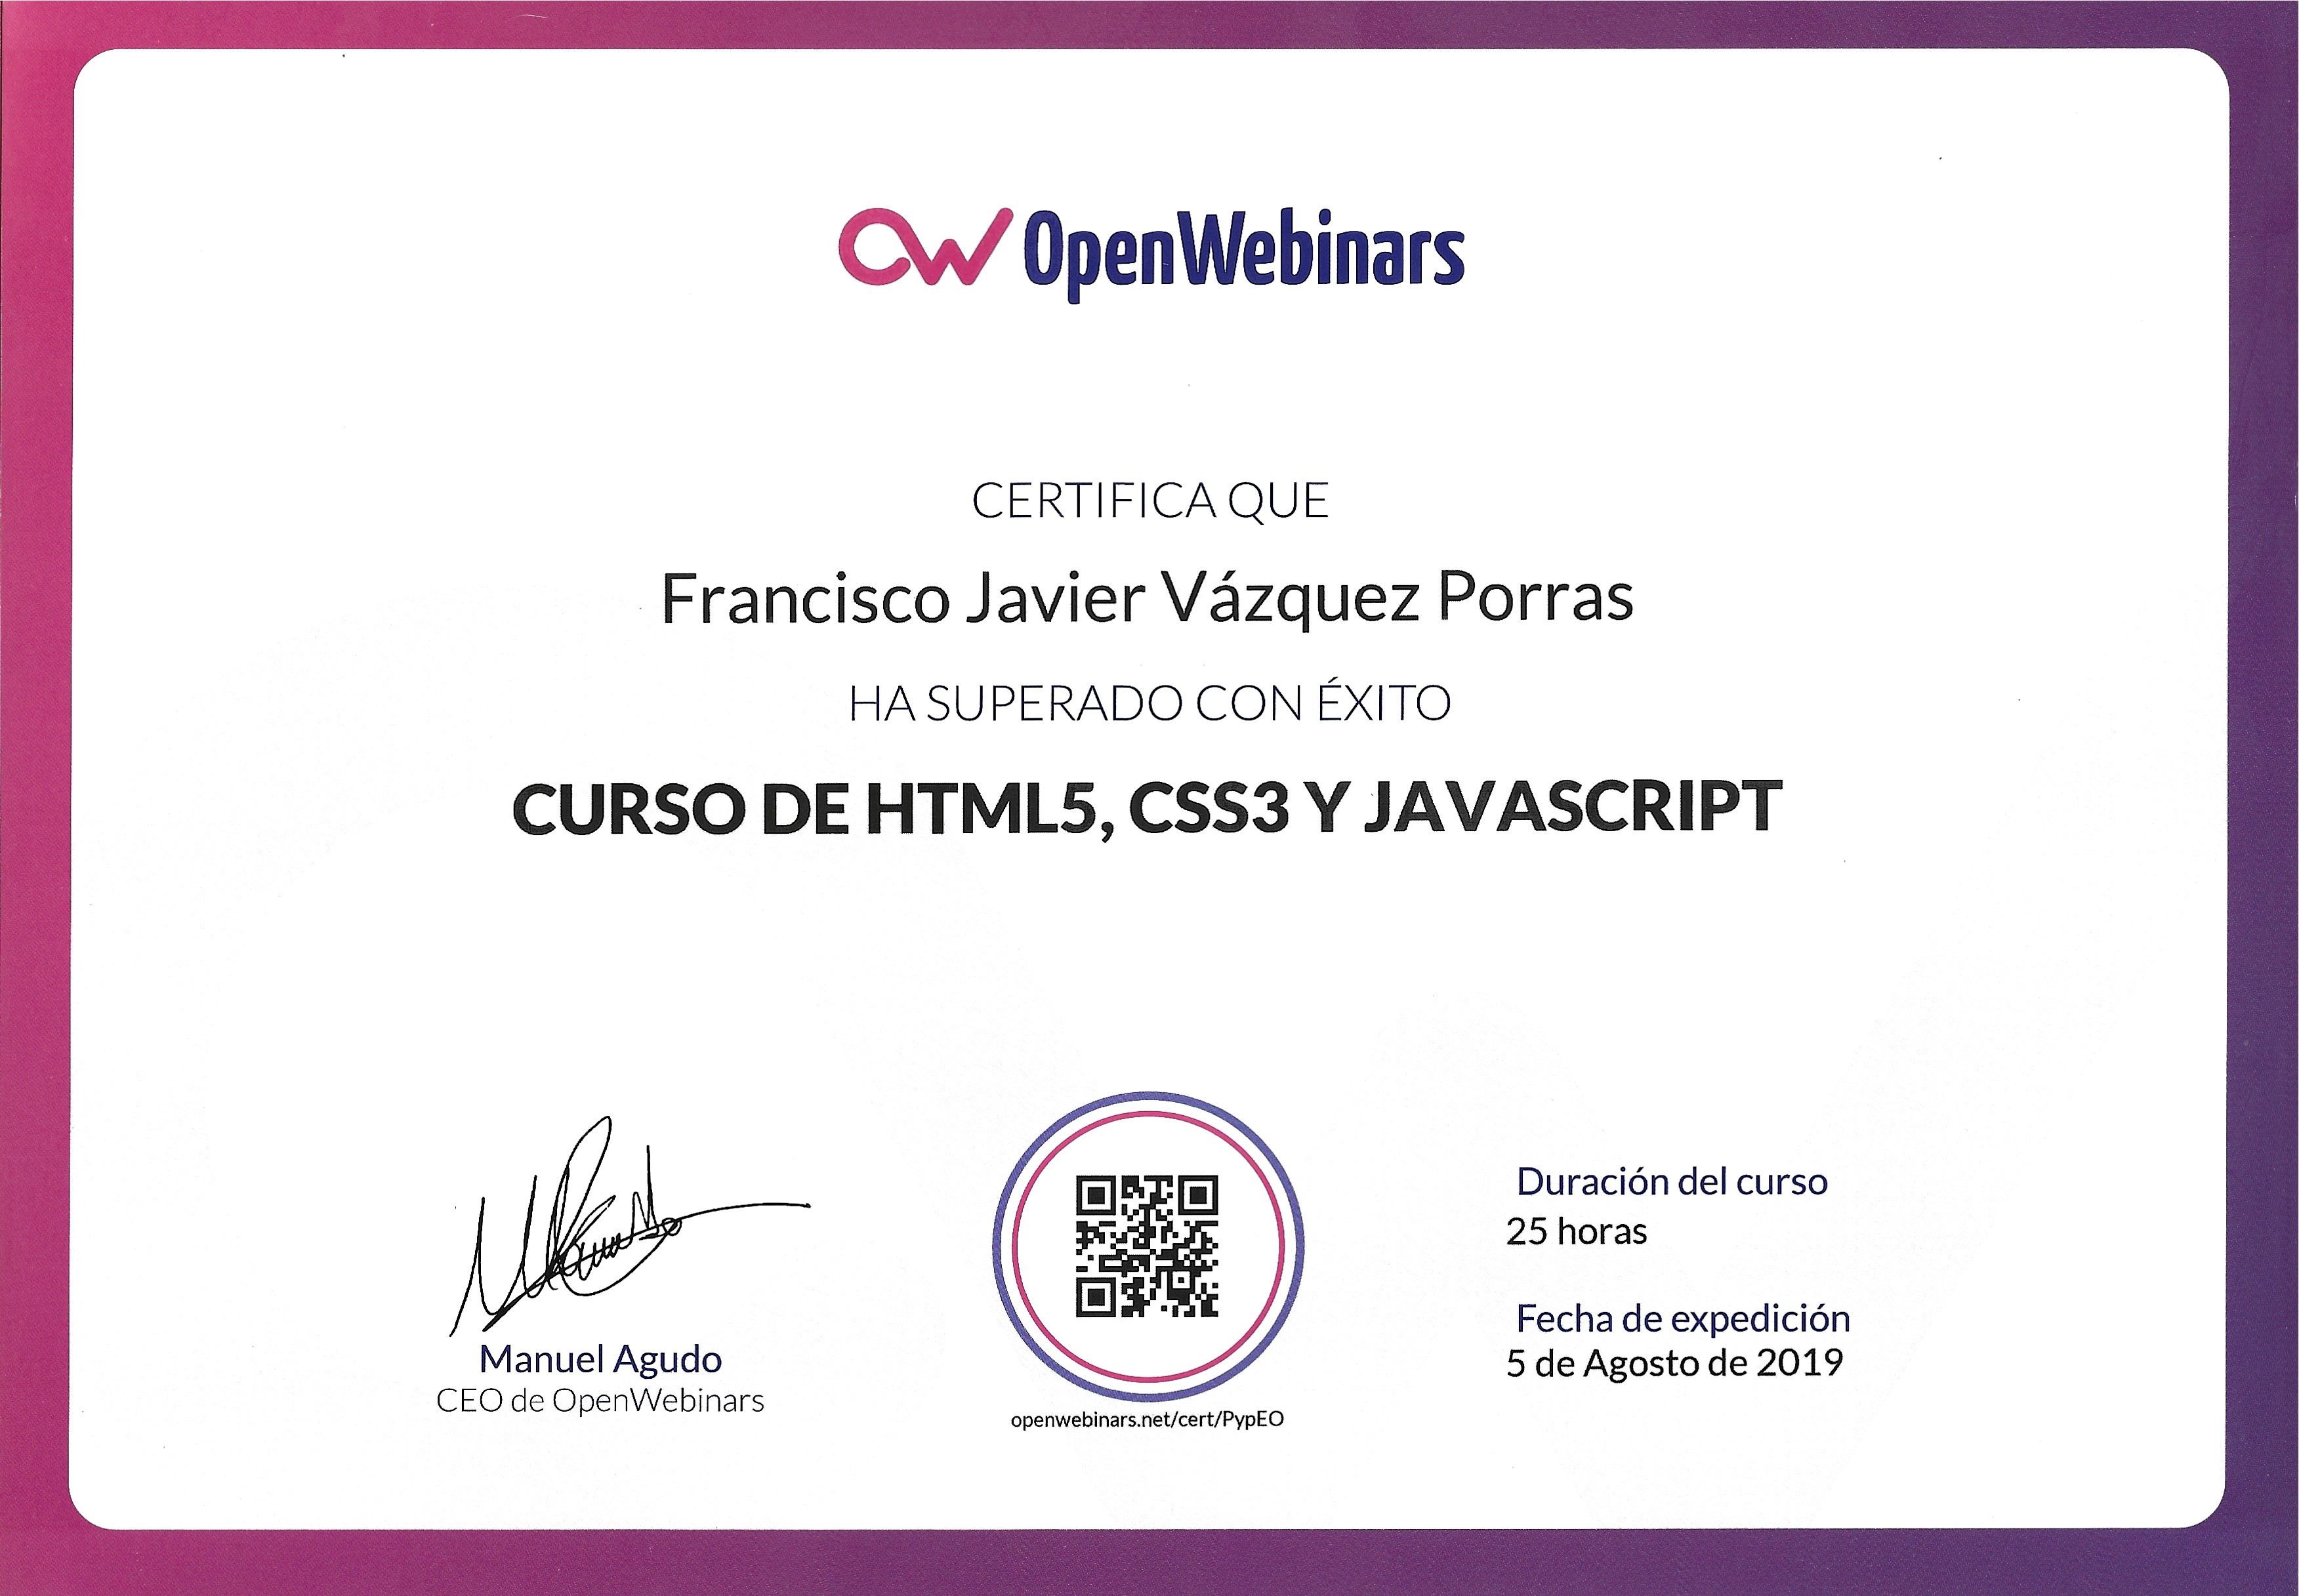 OpenWebinars
CERTIFICA QUE
Francisco Javier Vázquez Porras
HA SUPERADO CON ÉXITO
CURSO DE HTML5, CSS3 Y JAVASCRIPT
Manuel Agudo
CEO de OpenWebinars
openwebinars.net/cert/PypEO
Duración del curso
25 horas
Fecha de expedición
5 de Agosto de 2019